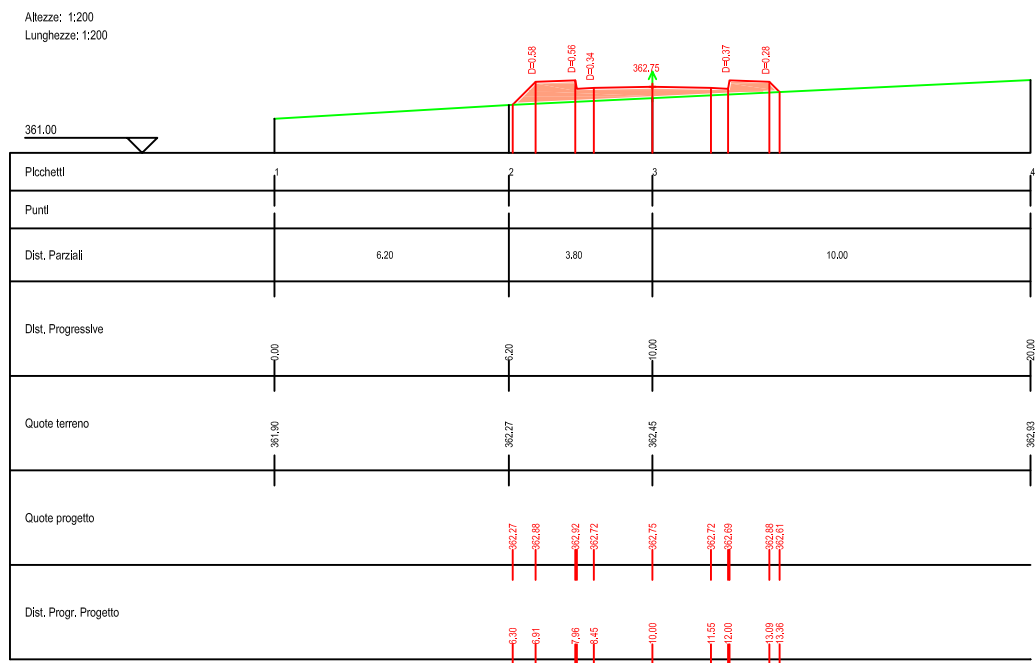 Altezze: 1:200
Lunghezze: 1:200
D=0.58
D=0.56
D=0.34
362.75
D=0.37
D=0.28
361.00
Picchetti 1 2 3 4
Punti
Dist. Parziali 6.20 3.80 10.00
Dist. Progressive 0.00 6.20 10.00 20.00
Quote terreno 361.90 362.27 362.45 362.93
Quote progetto 362.27 362.88 362.92 362.72 362.75 362.72 362.69 362.88 362.61
Dist. Progr. Progetto 6.30 6.91 7.96 8.45 10.00 11.55 12.00 13.09 13.36